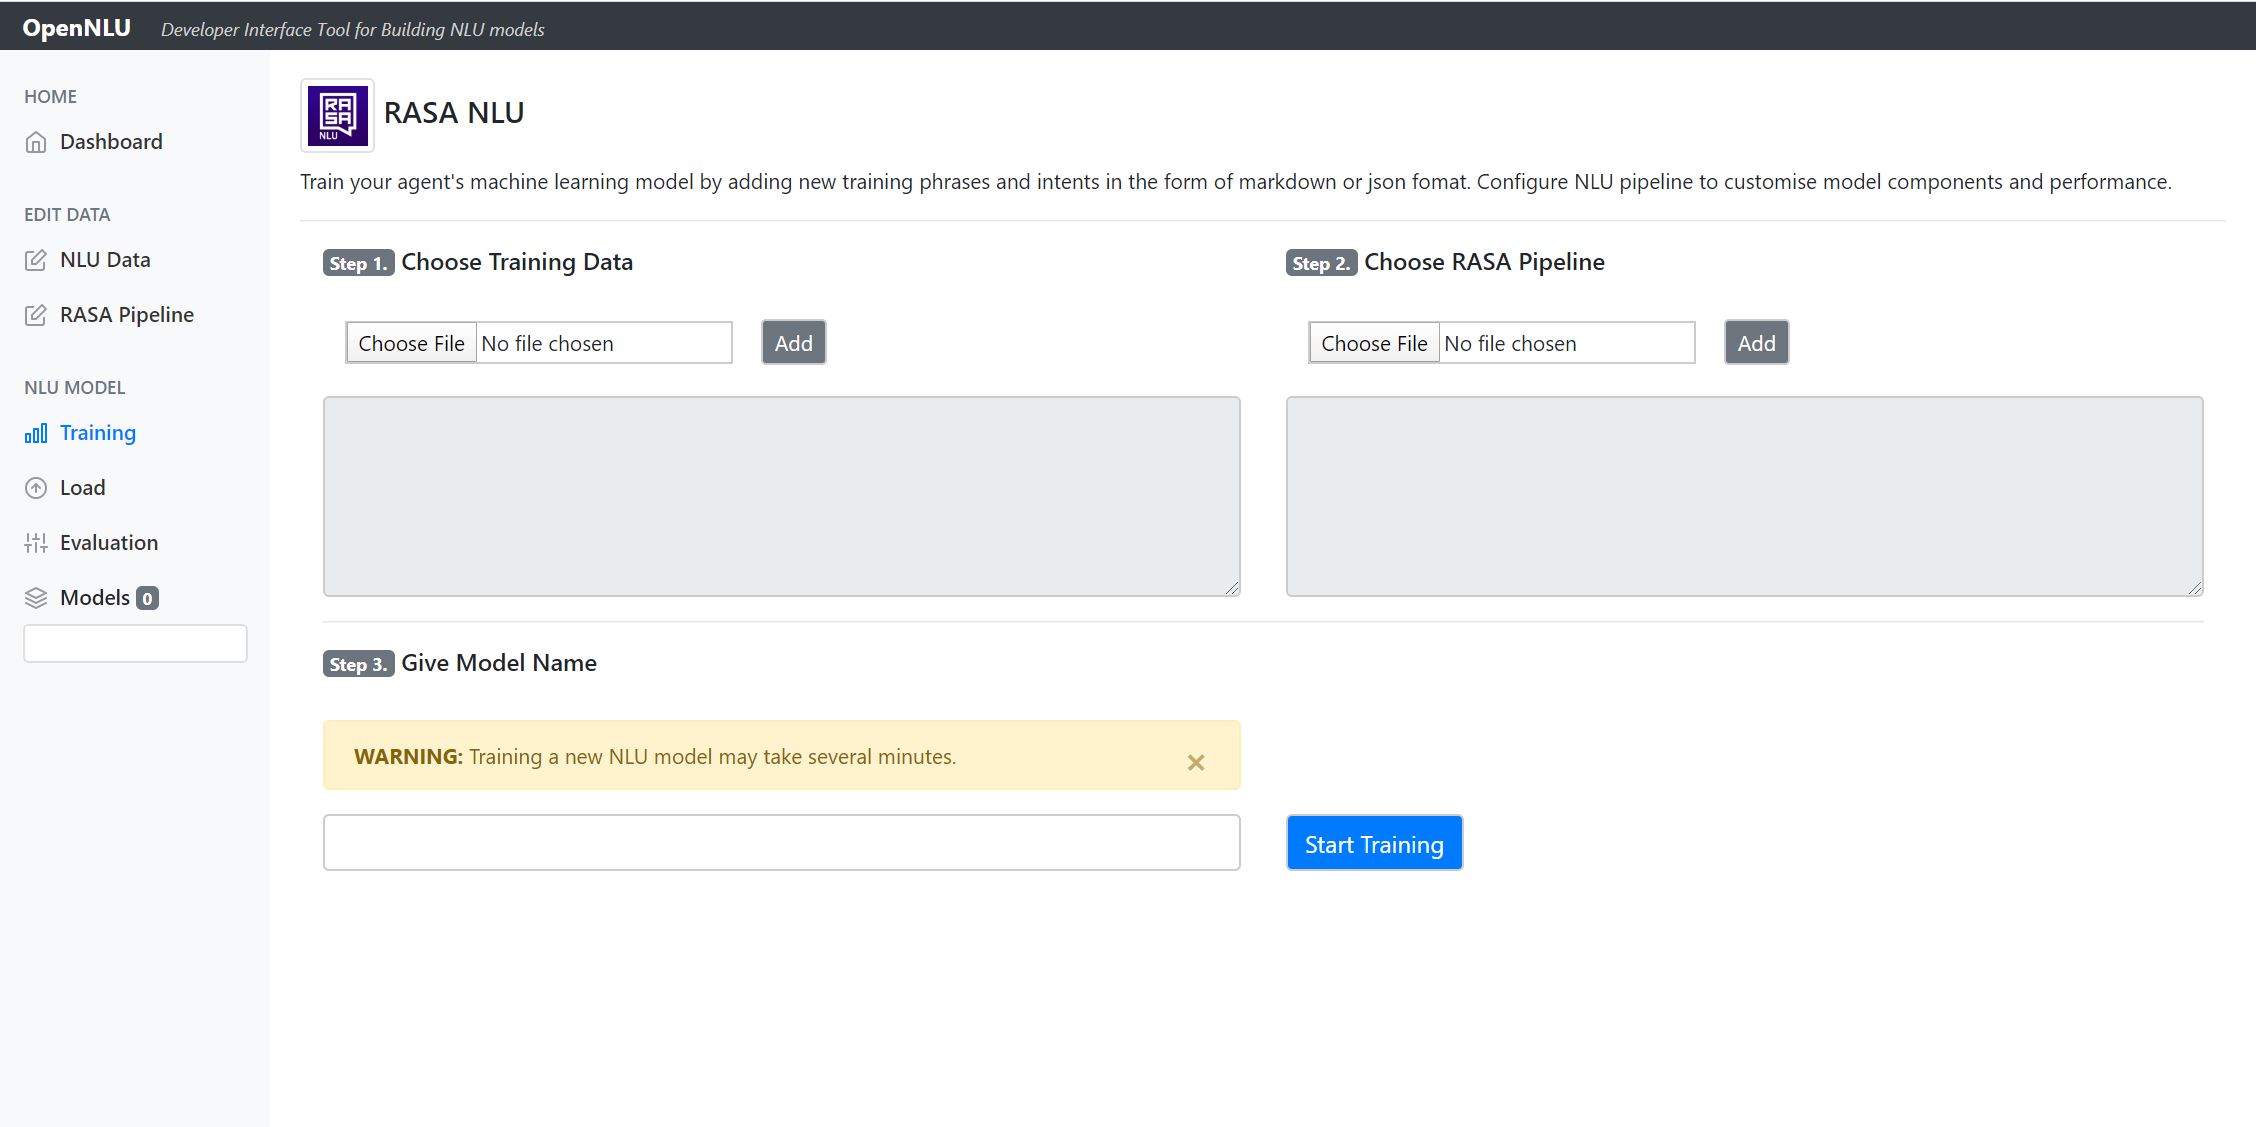 OpenNLU Developer Interface Tool for Building NLU models
HOME
Dashboard
EDIT DATA
NLU Data
RASA Pipeline
NLU MODEL
Training
Load
Evaluation
Models 0
RASA NLU
RASA NLU
Train your agent's machine learning model by adding new training phrases and intents in the form of markdown or json fomat. Configure NLU pipeline to customise model components and performance.
Step 1. Choose Training Data
Choose File No file chosen Add
Step 2. Choose RASA Pipeline
Choose File No file chosen Add
Step 3. Give Model Name
WARNING: Training a new NLU model may take several minutes. ×
Start Training